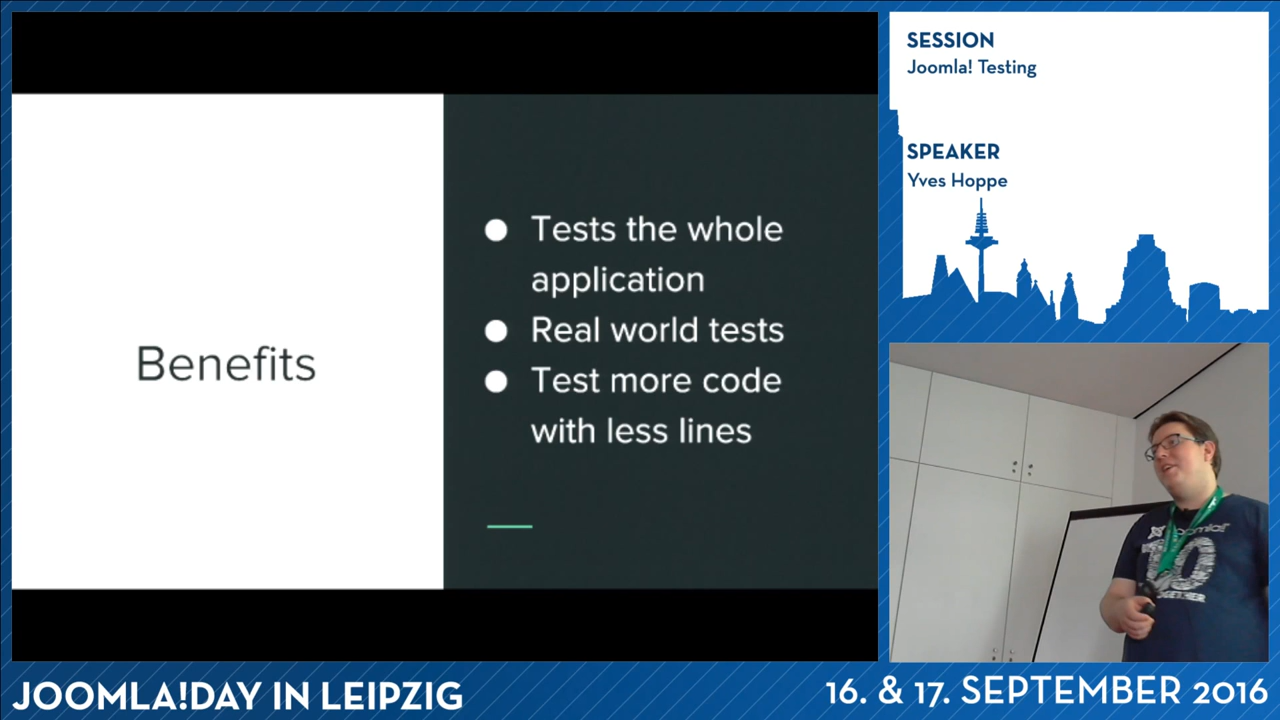 SESSION
Joomla! Testing
SPEAKER
Yves Hoppe
Benefits
Tests the whole
application
Real world tests
Test more code
with less lines
JOOMLA!DAY IN LEIPZIG
16. & 17. SEPTEMBER 2016